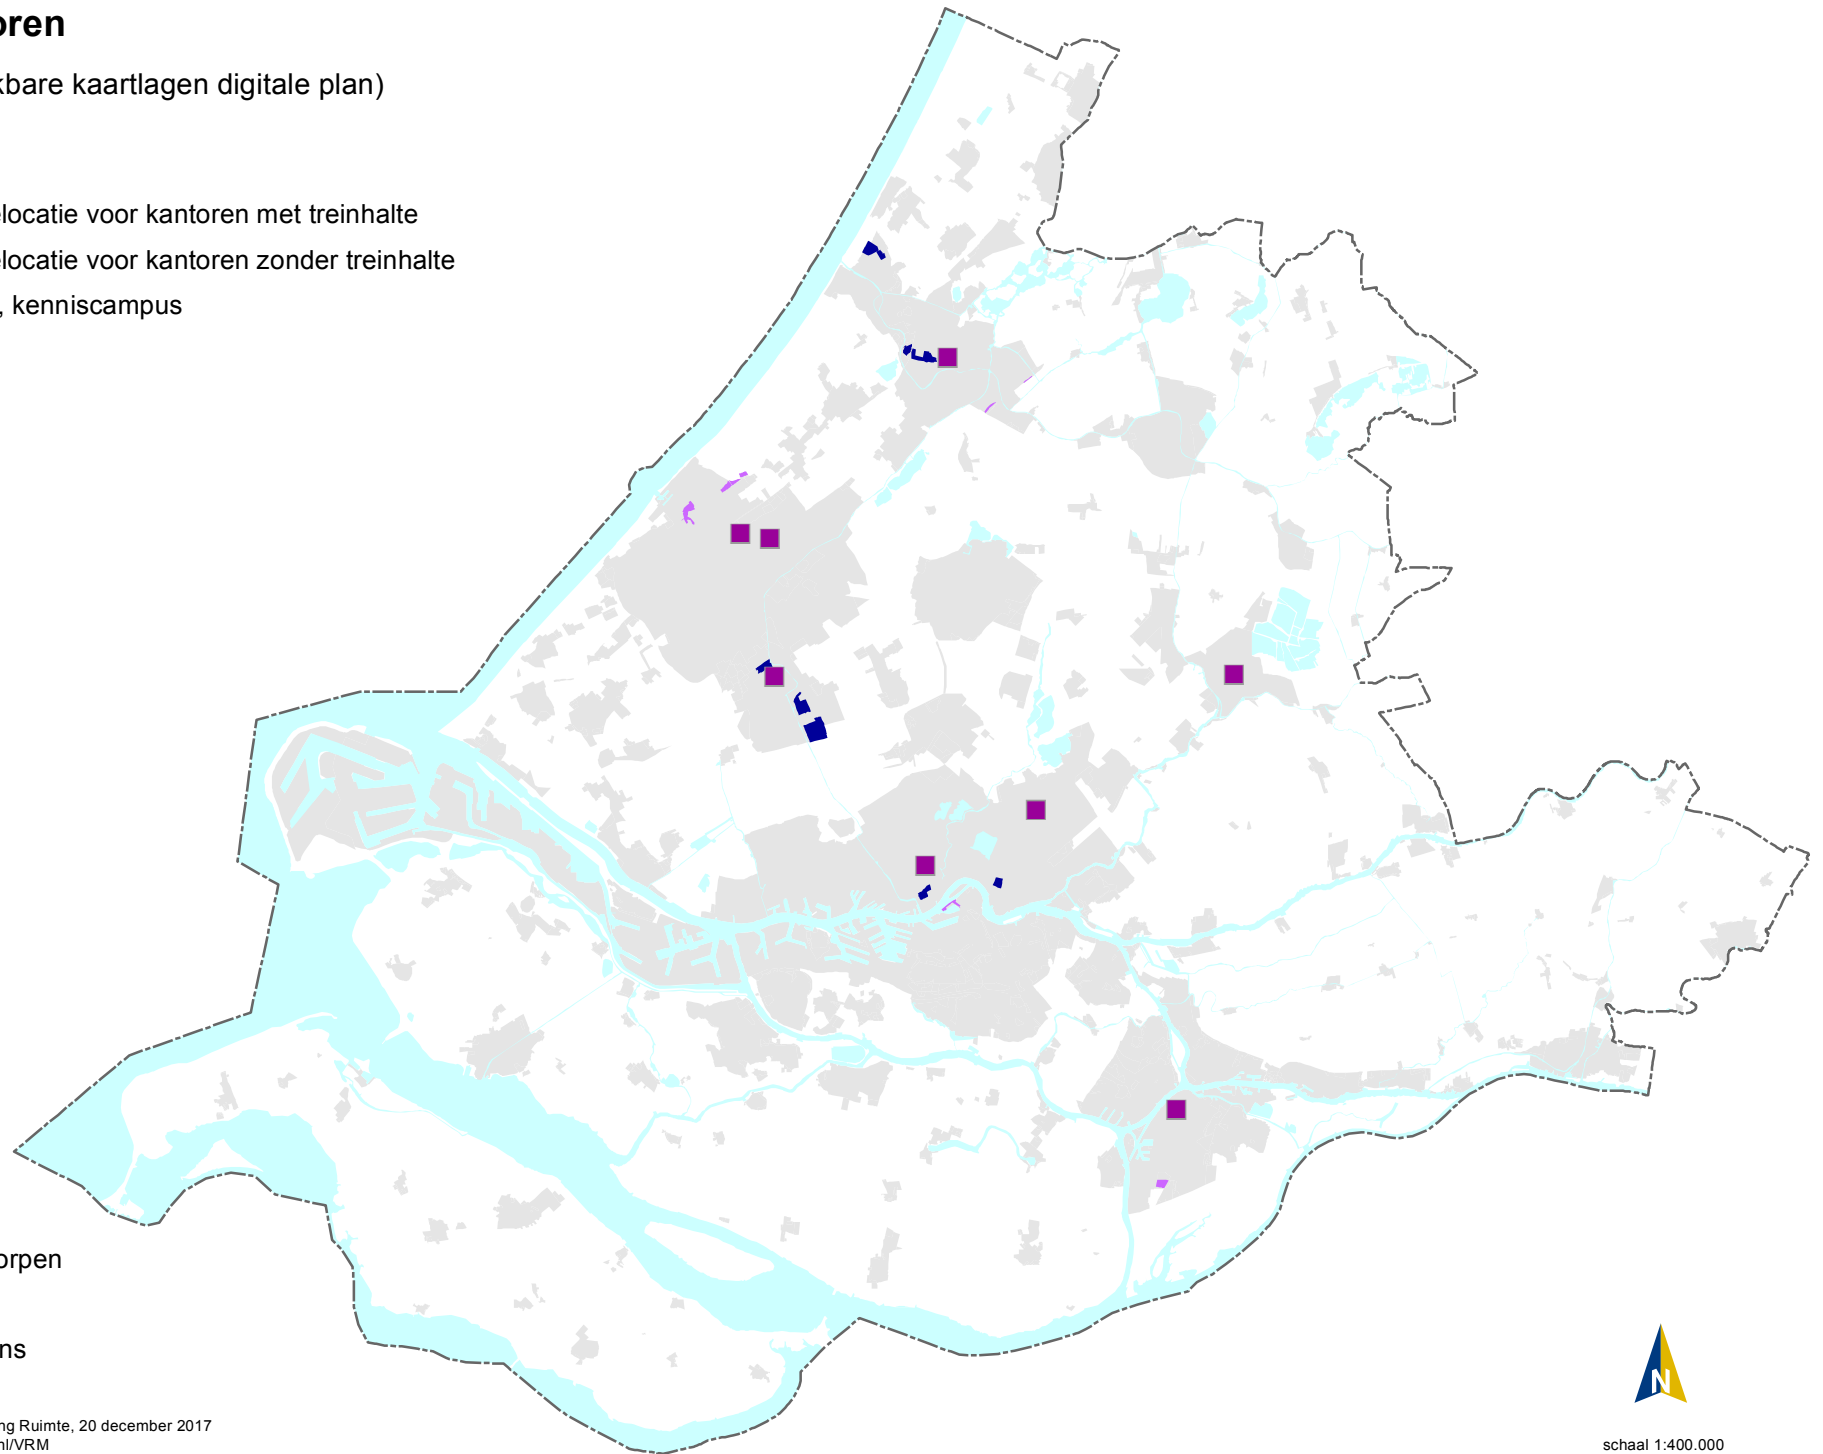 oren
kbare kaartlagen digitale plan)
elocatie voor kantoren met treinhalte
elocatie voor kantoren zonder treinhalte
, kenniscampus
orpen
ns
ng Ruimte, 20 december 2017
nl/VRM
N
schaal 1:400.000